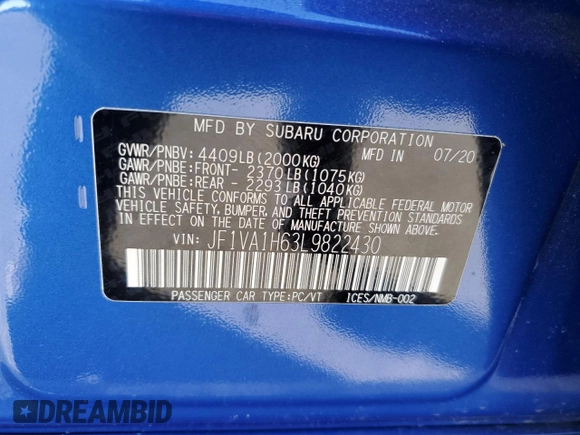 MFD BY SUBARU CORPORATION
GVWR/PNBV: 4409LB(2000KG) MFD IN 07/20
GAWR/PNBE:FRONT- 2370LB(1075KG)
GAWR/PNBE:REAR - 2293LB(1040KG)
THIS VEHICLE CONFORMS TO ALL APPLICABLE FEDERAL MOTOR
VEHICLE SAFETY, BUMPER, AND THEFT PREVENTION STANDARDS
IN EFFECT ON THE DATE OF MANUFACTURE SHOWN ABOVE.
VIN: JF1VA1H63L9822430
PASSENGER CAR TYPE:PC/VT ICES/NMB-002
DREAMBID